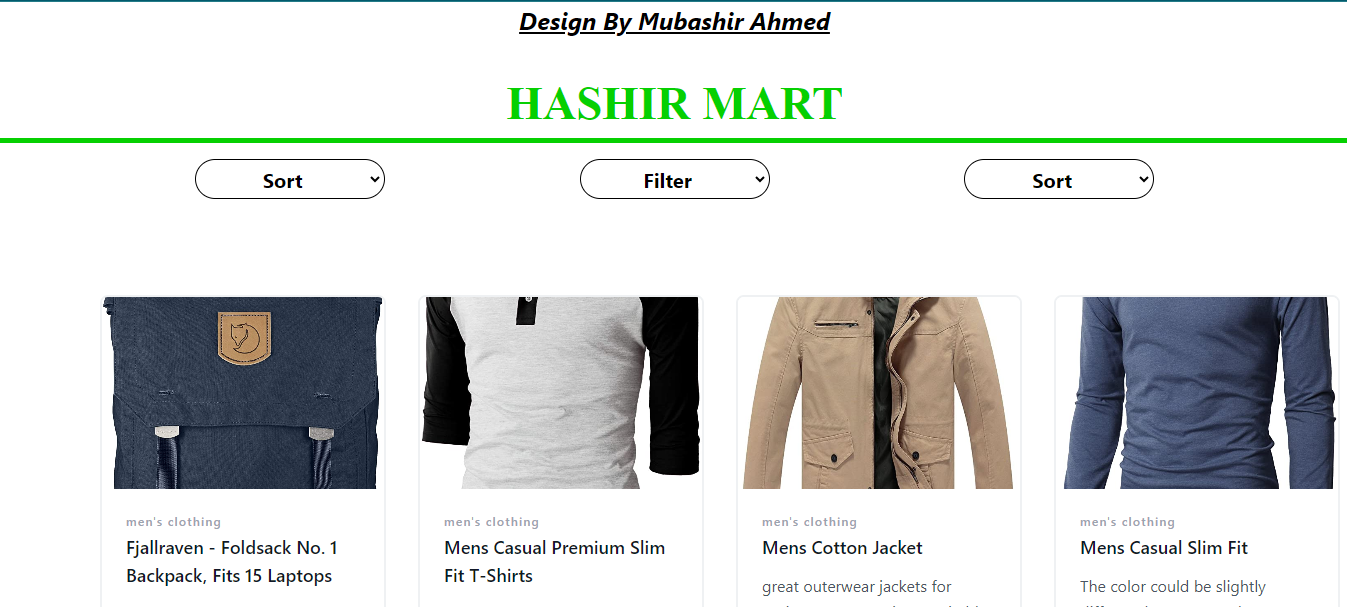 Design By Mubashir Ahmed
HASHIR MART
Sort
Filter
Sort
men's clothing
Fjallraven - Foldsack No. 1
Backpack, Fits 15 Laptops
men's clothing
Mens Casual Premium Slim
Fit T-Shirts
men's clothing
Mens Cotton Jacket
great outerwear jackets for
men's clothing
Mens Casual Slim Fit
The color could be slightly